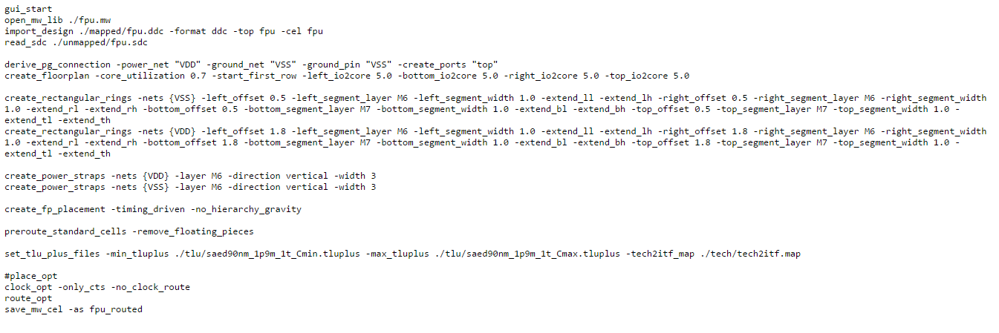 gui_start
open_mw_lib ./fpu.mw
import_design ./mapped/fpu.ddc -format ddc -top fpu -cel fpu
read_sdc ./unmapped/fpu.sdc
derive_pg_connection -power_net "VDD" -ground_net "VSS" -ground_pin "VSS" -create_ports "top"
create_floorplan -core_utilization 0.7 -start_first_row -left_io2core 5.0 -bottom_io2core 5.0 -right_io2core 5.0 -top_io2core 5.0
create_rectangular_rings -nets {VSS} -left_offset 0.5 -left_segment_layer M6 -left_segment_width 1.0 -extend_ll -extend_lh -right_offset 0.5 -right_segment_layer M6 -right_segment_width
1.0 -extend_rl -extend_rh -bottom_offset 0.5 -bottom_segment_layer M7 -bottom_segment_width 1.0 -extend_bl -extend_bh -top_offset 0.5 -top_segment_layer M7 -top_segment_width 1.0 -
extend_tl -extend_th
create_rectangular_rings -nets {VDD} -left_offset 1.8 -left_segment_layer M6 -left_segment_width 1.0 -extend_ll -extend_lh -right_offset 1.8 -right_segment_layer M6 -right_segment_width
1.0 -extend_rl -extend_rh -bottom_offset 1.8 -bottom_segment_layer M7 -bottom_segment_width 1.0 -extend_bl -extend_bh -top_offset 1.8 -top_segment_layer M7 -top_segment_width 1.0 -
extend_tl -extend_th
create_power_straps -nets {VDD} -layer M6 -direction vertical -width 3
create_power_straps -nets {VSS} -layer M6 -direction vertical -width 3
create_fp_placement -timing_driven -no_hierarchy_gravity
preroute_standard_cells -remove_floating_pieces
set_tlu_plus_files -min_tluplus ./tlu/saed90nm_1p9m_1t_Cmin.tluplus -max_tluplus ./tlu/saed90nm_1p9m_1t_Cmax.tluplus -tech2itf_map ./tech/tech2itf.map
#place_opt
clock_opt -only_cts -no_clock_route
route_opt
save_mw_cel -as fpu_routed